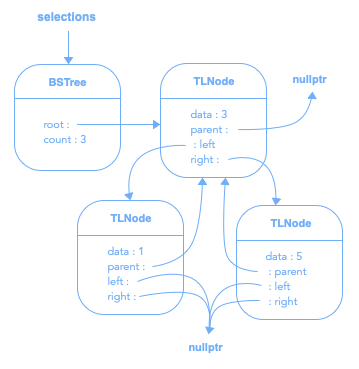 selections
BSTree
root :
count : 3
TLNode
data : 3
parent :
: left
right :
nullptr
TLNode
data : 1
parent :
left :
right :
TLNode
data : 5
: parent
: left
: right
nullptr